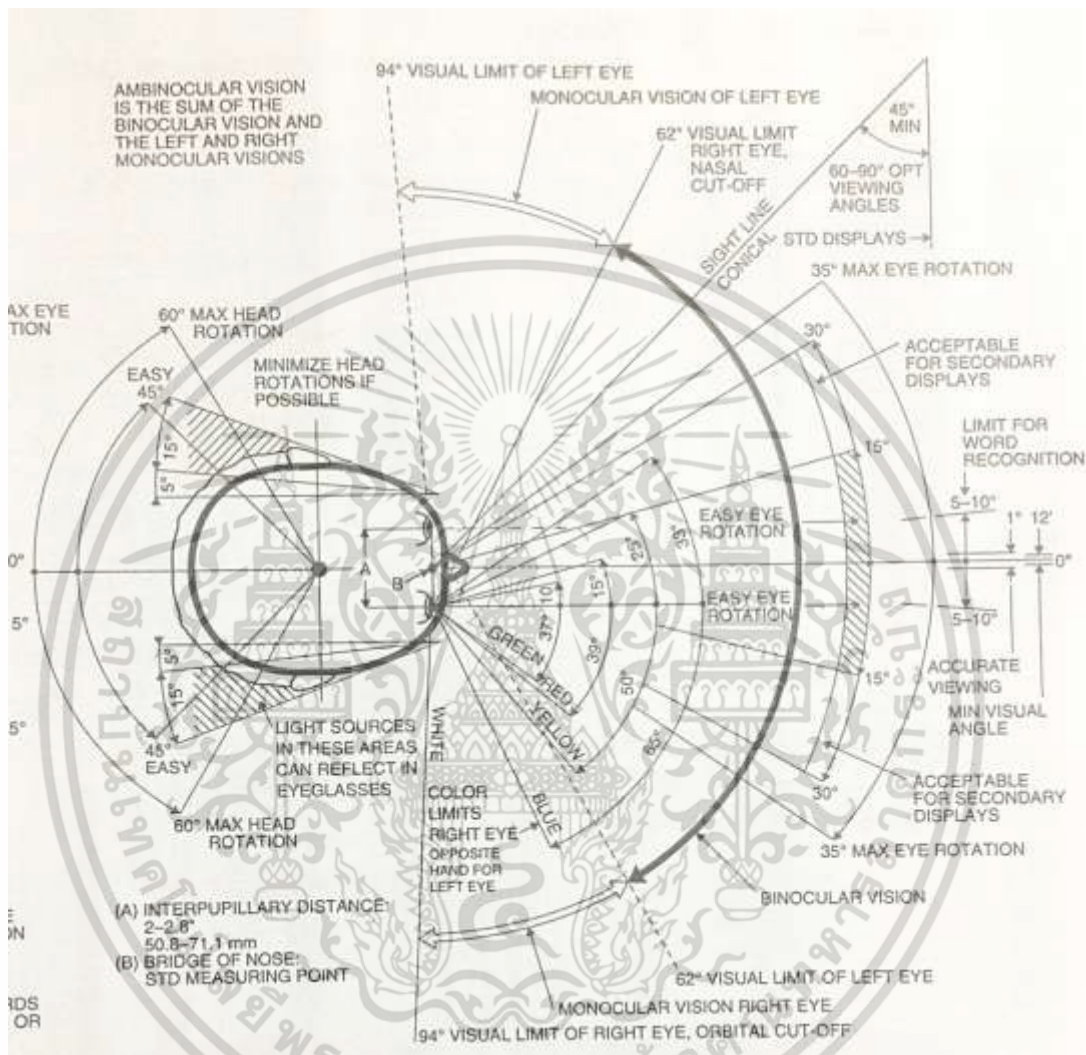 94° VISUAL LIMIT OF LEFT EYE
AMBINOCULAR VISION
IS THE SUM OF THE
BINOCULAR VISION AND
THE LEFT AND RIGHT
MONOCULAR VISIONS
MONOCULAR VISION OF LEFT EYE
62° VISUAL LIMIT
RIGHT EYE,
NASAL
CUT-OFF
45°
MIN
60-90° OPT
VIEWING
ANGLES
SIGHT LINE
CONICAL
STD DISPLAYS
35° MAX EYE ROTATION
AX EYE
TION
60° MAX HEAD
ROTATION
30°
ACCEPTABLE
FOR SECONDARY
DISPLAYS
MINIMIZE HEAD
ROTATIONS IF
POSSIBLE
EASY
45°
15°
5°
15°
LIMIT FOR
WORD
RECOGNITION
5-10°
1°
12'
0°
EASY EYE
ROTATION
23°
33°
A
B
0°
10°
15°
EASY EYE
ROTATION
5-10°
5°
37°
39°
50°
65°
GREEN
RED
YELLOW
BLUE
WHITE
5°
15°
15°
ACCURATE
VIEWING
MIN VISUAL
ANGLE
5°
45°
EASY
LIGHT SOURCES
IN THESE AREAS
CAN REFLECT IN
EYEGLASSES
COLOR
LIMITS
RIGHT EYE
OPPOSITE
HAND FOR
LEFT EYE
30°
ACCEPTABLE
FOR SECONDARY
DISPLAYS
60° MAX HEAD
ROTATION
35° MAX EYE ROTATION
BINOCULAR VISION
(A) INTERPUPILLARY DISTANCE:
2–2.8"
50.8–71.1 mm
(B) BRIDGE OF NOSE:
STD MEASURING POINT
62° VISUAL LIMIT OF LEFT EYE
MONOCULAR VISION RIGHT EYE
94° VISUAL LIMIT OF RIGHT EYE, ORBITAL CUT-OFF
ON
RDS
OR